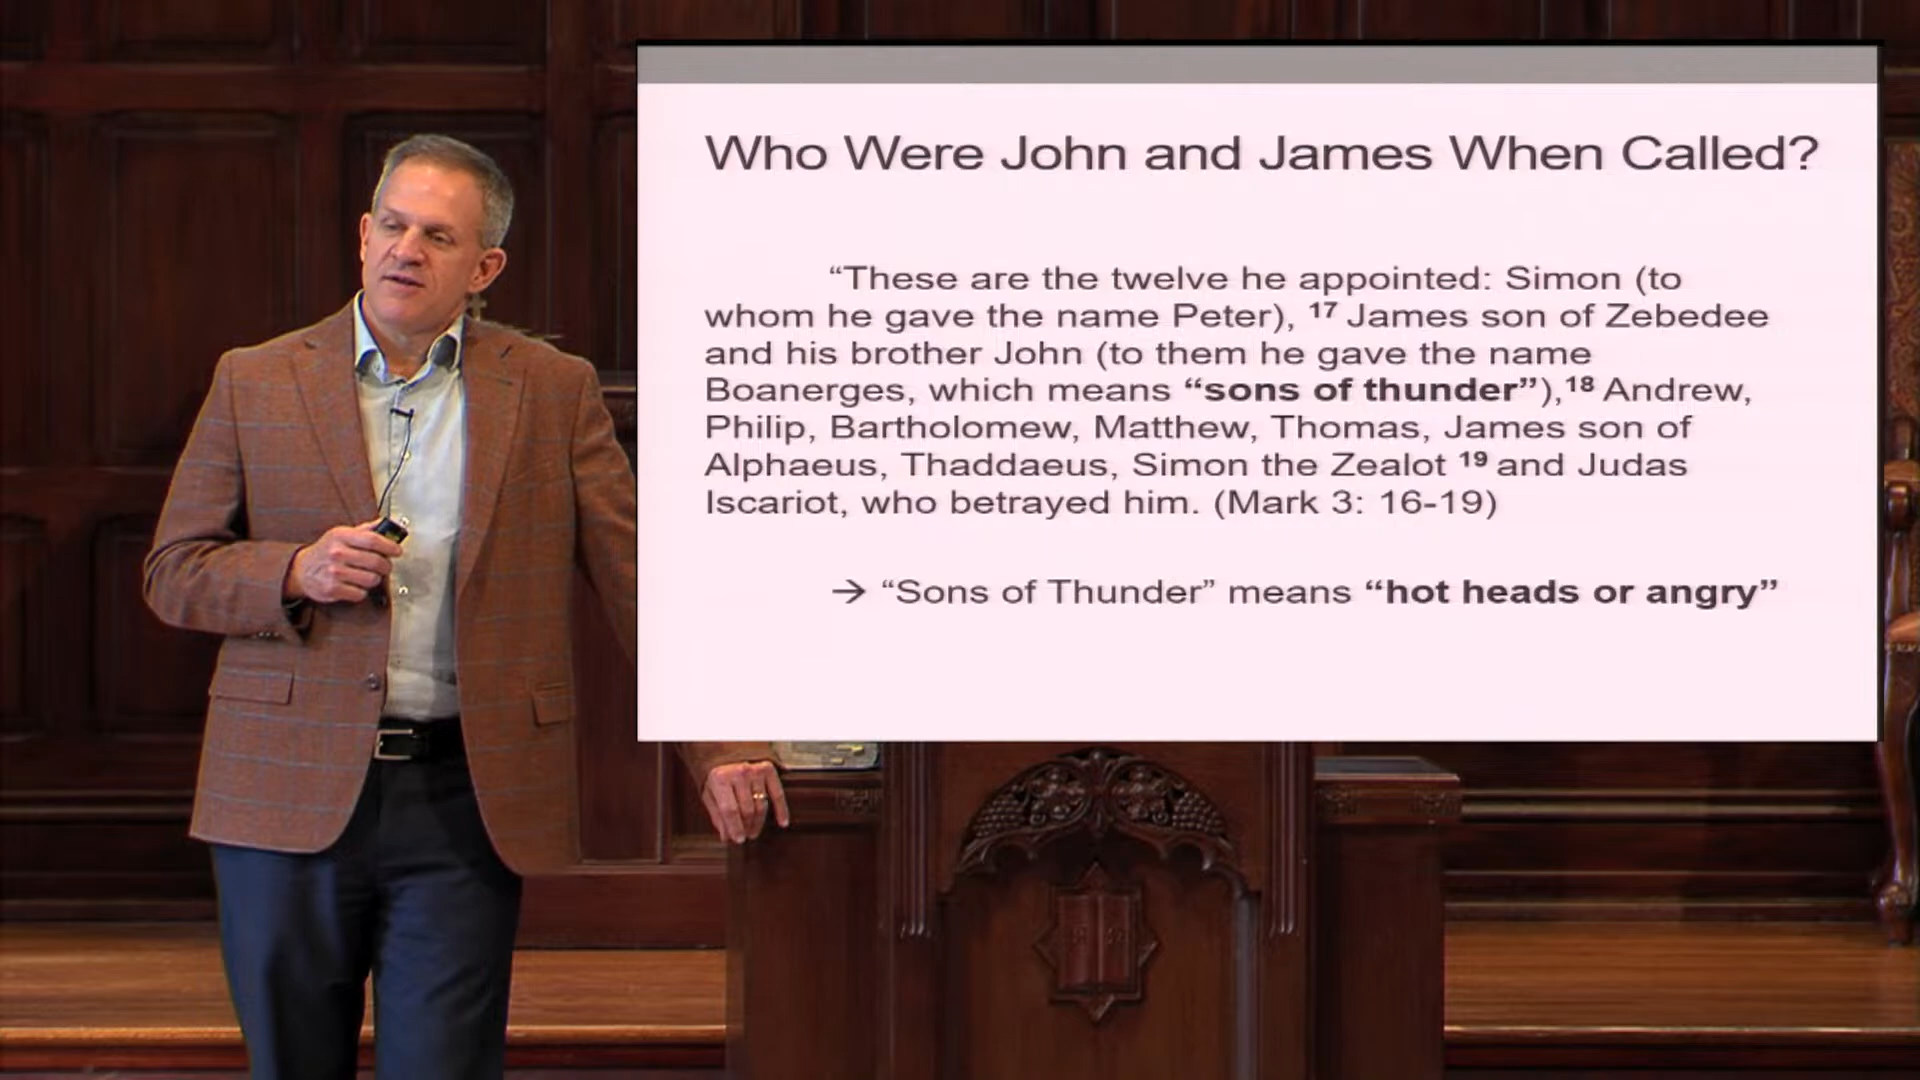 Who Were John and James When Called?
“These are the twelve he appointed: Simon (to
whom he gave the name Peter), 17 James son of Zebedee
and his brother John (to them he gave the name
Boanerges, which means “sons of thunder”),18 Andrew,
Philip, Bartholomew, Matthew, Thomas, James son of
Alphaeus, Thaddaeus, Simon the Zealot 19 and Judas
Iscariot, who betrayed him. (Mark 3: 16-19)
→ “Sons of Thunder” means “hot heads or angry”